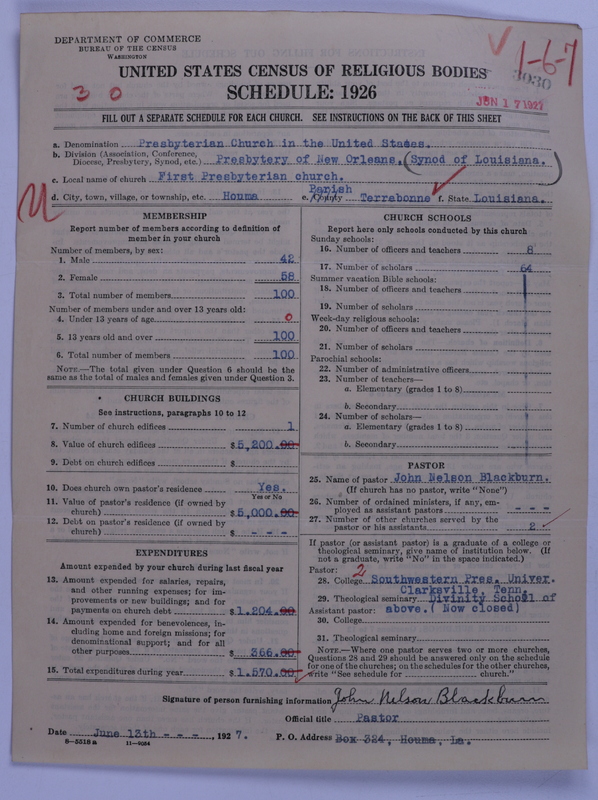 DEPARTMENT OF COMMERCE
BUREAU OF THE CENSUS
WASHINGTON
1-6-7
3030
JUN 17 1927
3 0
UNITED STATES CENSUS OF RELIGIOUS BODIES
SCHEDULE: 1926
FILL OUT A SEPARATE SCHEDULE FOR EACH CHURCH. SEE INSTRUCTIONS ON THE BACK OF THIS SHEET
a. Denomination Presbyterian Church in the United States.
b. Division (Association, Conference, Diocese, Presbytery, Synod, etc.) Presbytery of New Orleans. (Synod of Louisiana.)
c. Local name of church First Presbyterian church.
d. City, town, village, or township, etc. Houma e. County Parish Terrebonne f. State Louisiana.
MEMBERSHIP
Report number of members according to definition of
member in your church
Number of members, by sex:
1. Male 42
2. Female 58
3. Total number of members 100
Number of members under and over 13 years old:
4. Under 13 years of age 0
5. 13 years old and over 100
6. Total number of members 100
NOTE.—The total given under Question 6 should be the
same as the total of males and females given under Question 3.
CHURCH BUILDINGS
See instructions, paragraphs 10 to 12
7. Number of church edifices 1
8. Value of church edifices $5,200.00
9. Debt on church edifices $
10. Does church own pastor's residence Yes.
Yes or No
11. Value of pastor's residence (if owned by
church) $5,000.00
12. Debt on pastor's residence (if owned by
church) $ - - -
EXPENDITURES
Amount expended by your church during last fiscal year
13. Amount expended for salaries, repairs,
and other running expenses; for im-
provements or new buildings; and for
payments on church debt $1.204.00
14. Amount expended for benevolences, in-
cluding home and foreign missions; for
denominational support; and for all
other purposes $ 366.00
15. Total expenditures during year $1.570.00
CHURCH SCHOOLS
Report here only schools conducted by this church
Sunday schools:
16. Number of officers and teachers 8
17. Number of scholars 64
Summer vacation Bible schools:
18. Number of officers and teachers
19. Number of scholars
Week-day religious schools:
20. Number of officers and teachers
21. Number of scholars
Parochial schools:
22. Number of administrative officers
23. Number of teachers—
a. Elementary (grades 1 to 8)
b. Secondary
24. Number of scholars—
a. Elementary (grades 1 to 8)
b. Secondary
PASTOR
25. Name of pastor John Nelson Blackburn.
(If church has no pastor, write "None")
26. Number of ordained ministers, if any, em-
ployed as assistant pastors - - -
27. Number of other churches served by the
pastor or his assistants 2
If pastor (or assistant pastor) is a graduate of a college or
theological seminary, give name of institution below. (If
not a graduate, write "No" in the space indicated.)
Pastor: 2
28. College Southwestern Pres. Univer.
Clarksville, Tenn.
29. Theological seminary Divinity School of
Assistant pastor: above.( Now closed)
30. College
31. Theological seminary
NOTE.—Where one pastor serves two or more churches,
Questions 28 and 29 should be answered only on the schedule
for one of the churches; on the schedules for the other churches,
write "See schedule for church."
Signature of person furnishing information John Nelson Blackburn
Official title Pastor
Date June 13th - - -, 1927. P. O. Address Box 324, Houma, La.
8-5518a 11-9034